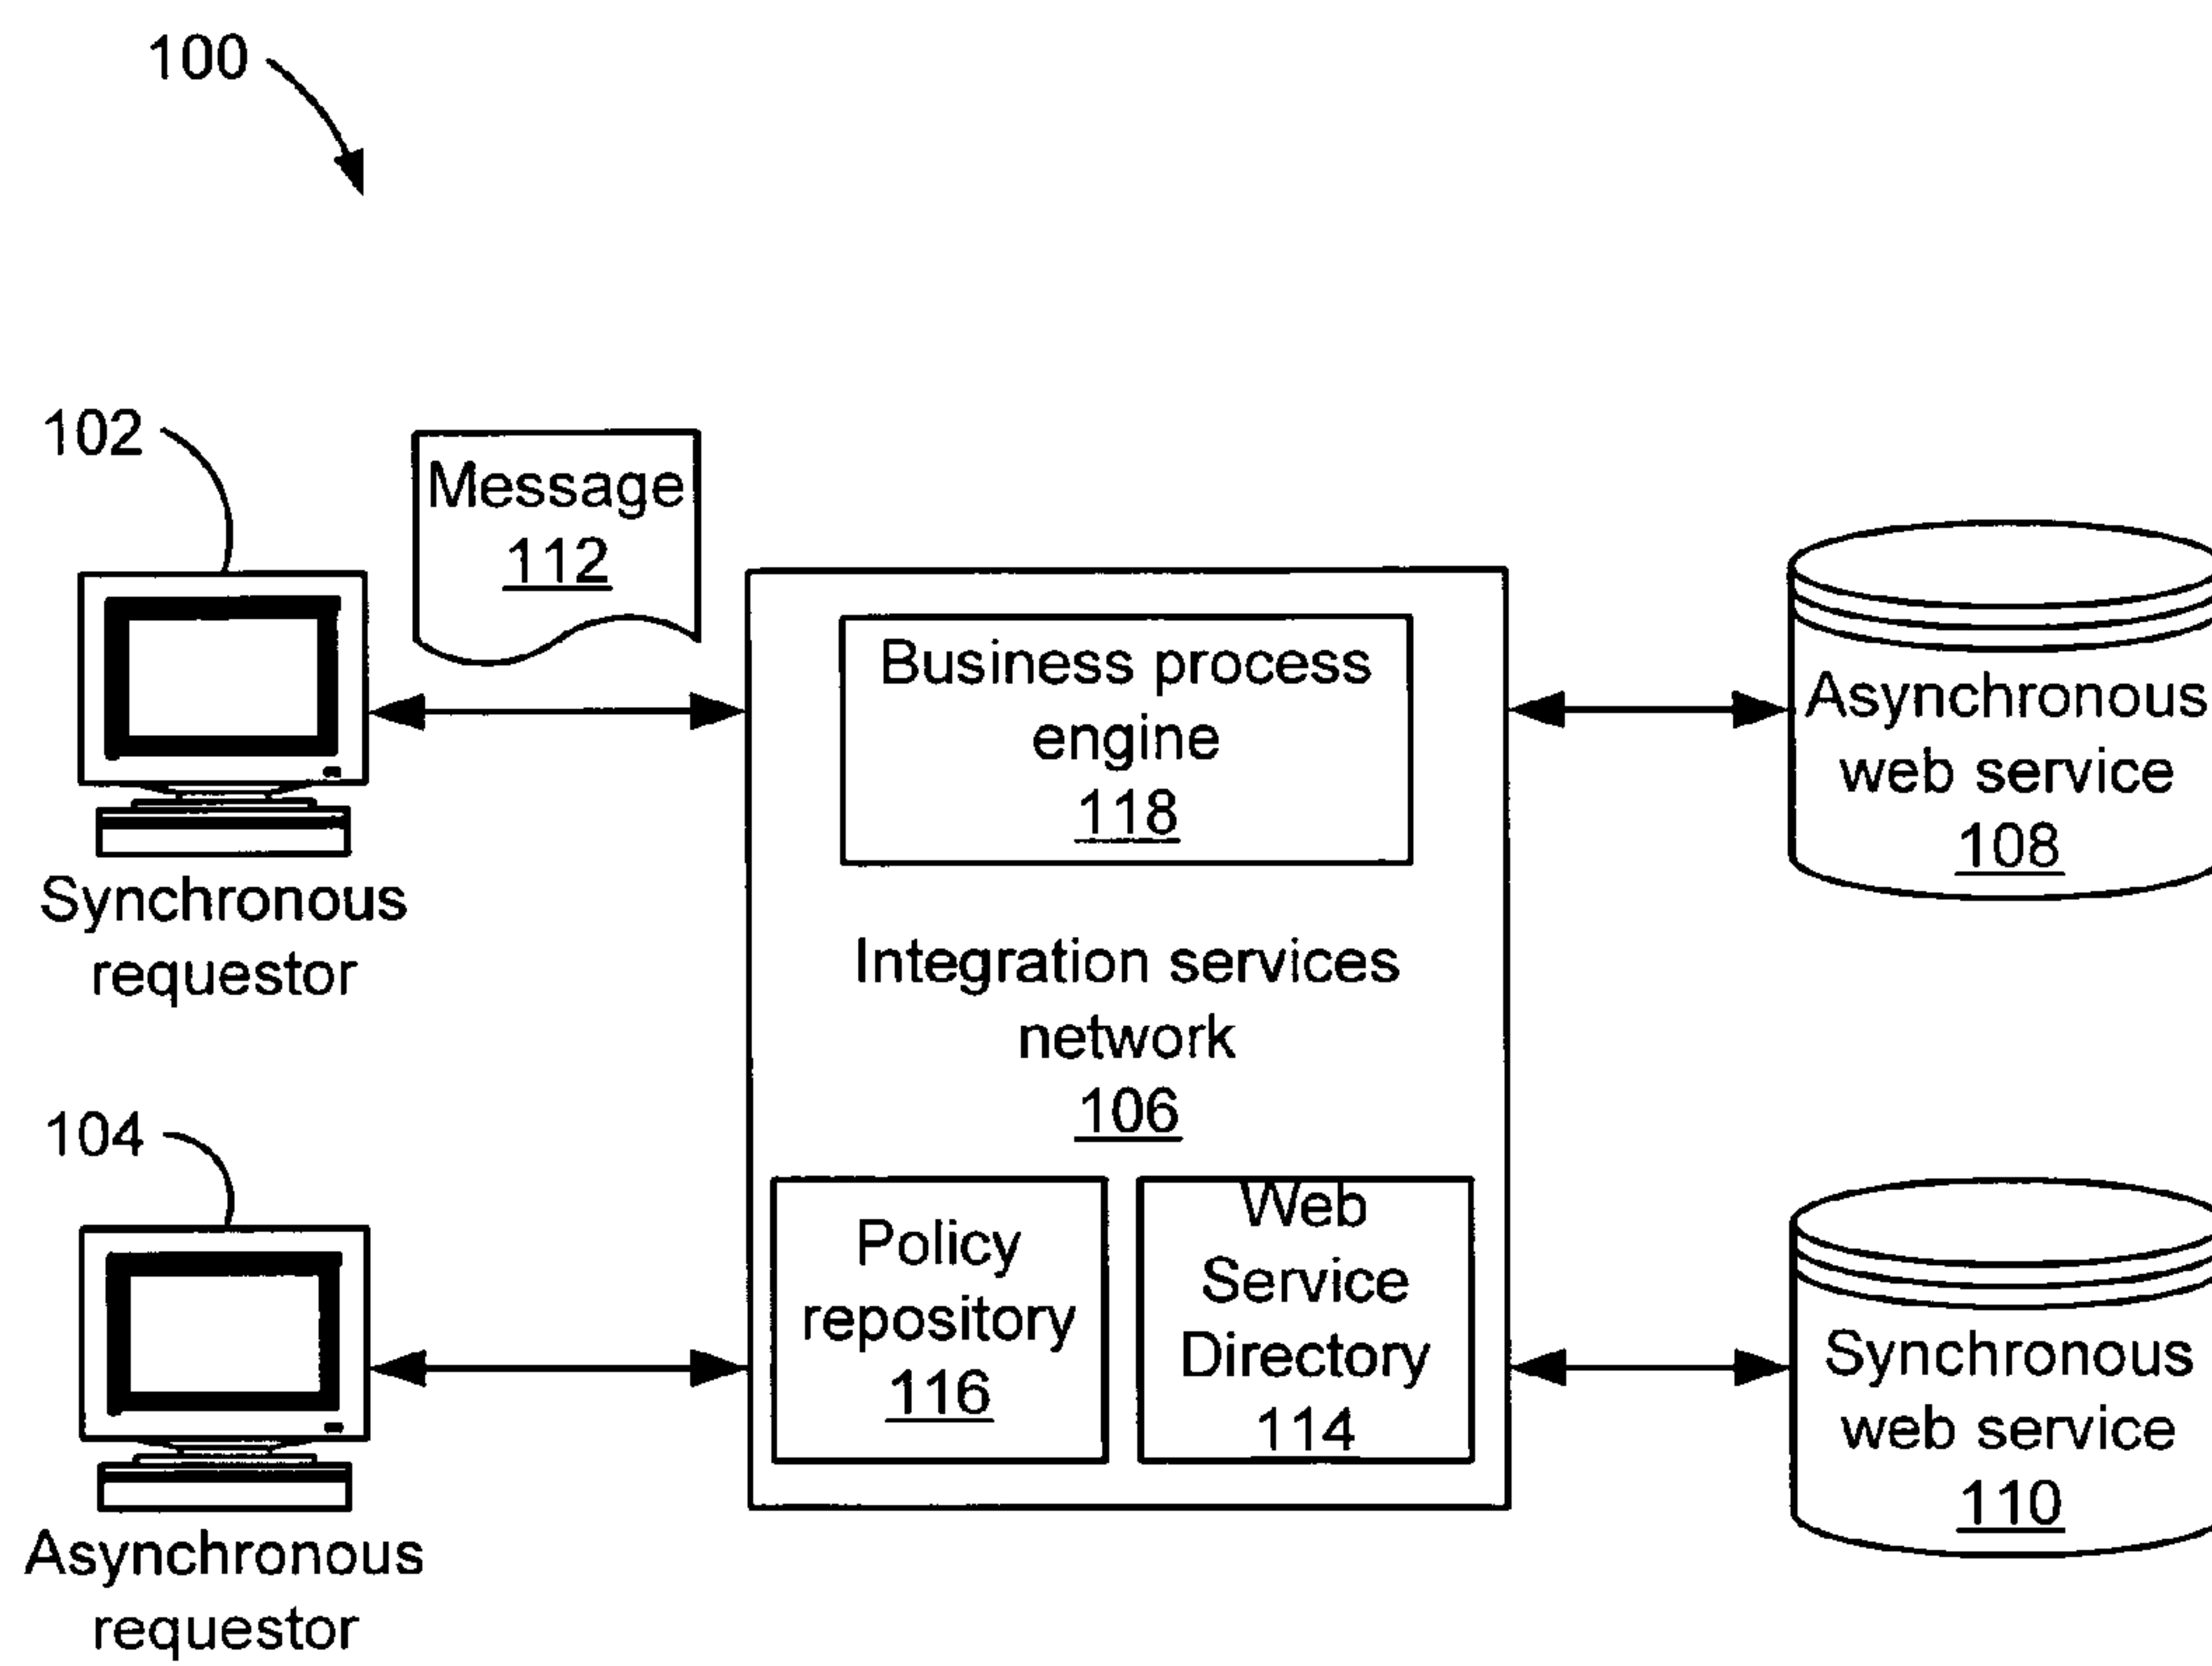 100
102
Message
112
Synchronous
requestor
Business process
engine
118
Integration services
network
106
Asynchronous
web service
108
104
Asynchronous
requestor
Policy
repository
116
Web
Service
Directory
114
Synchronous
web service
110